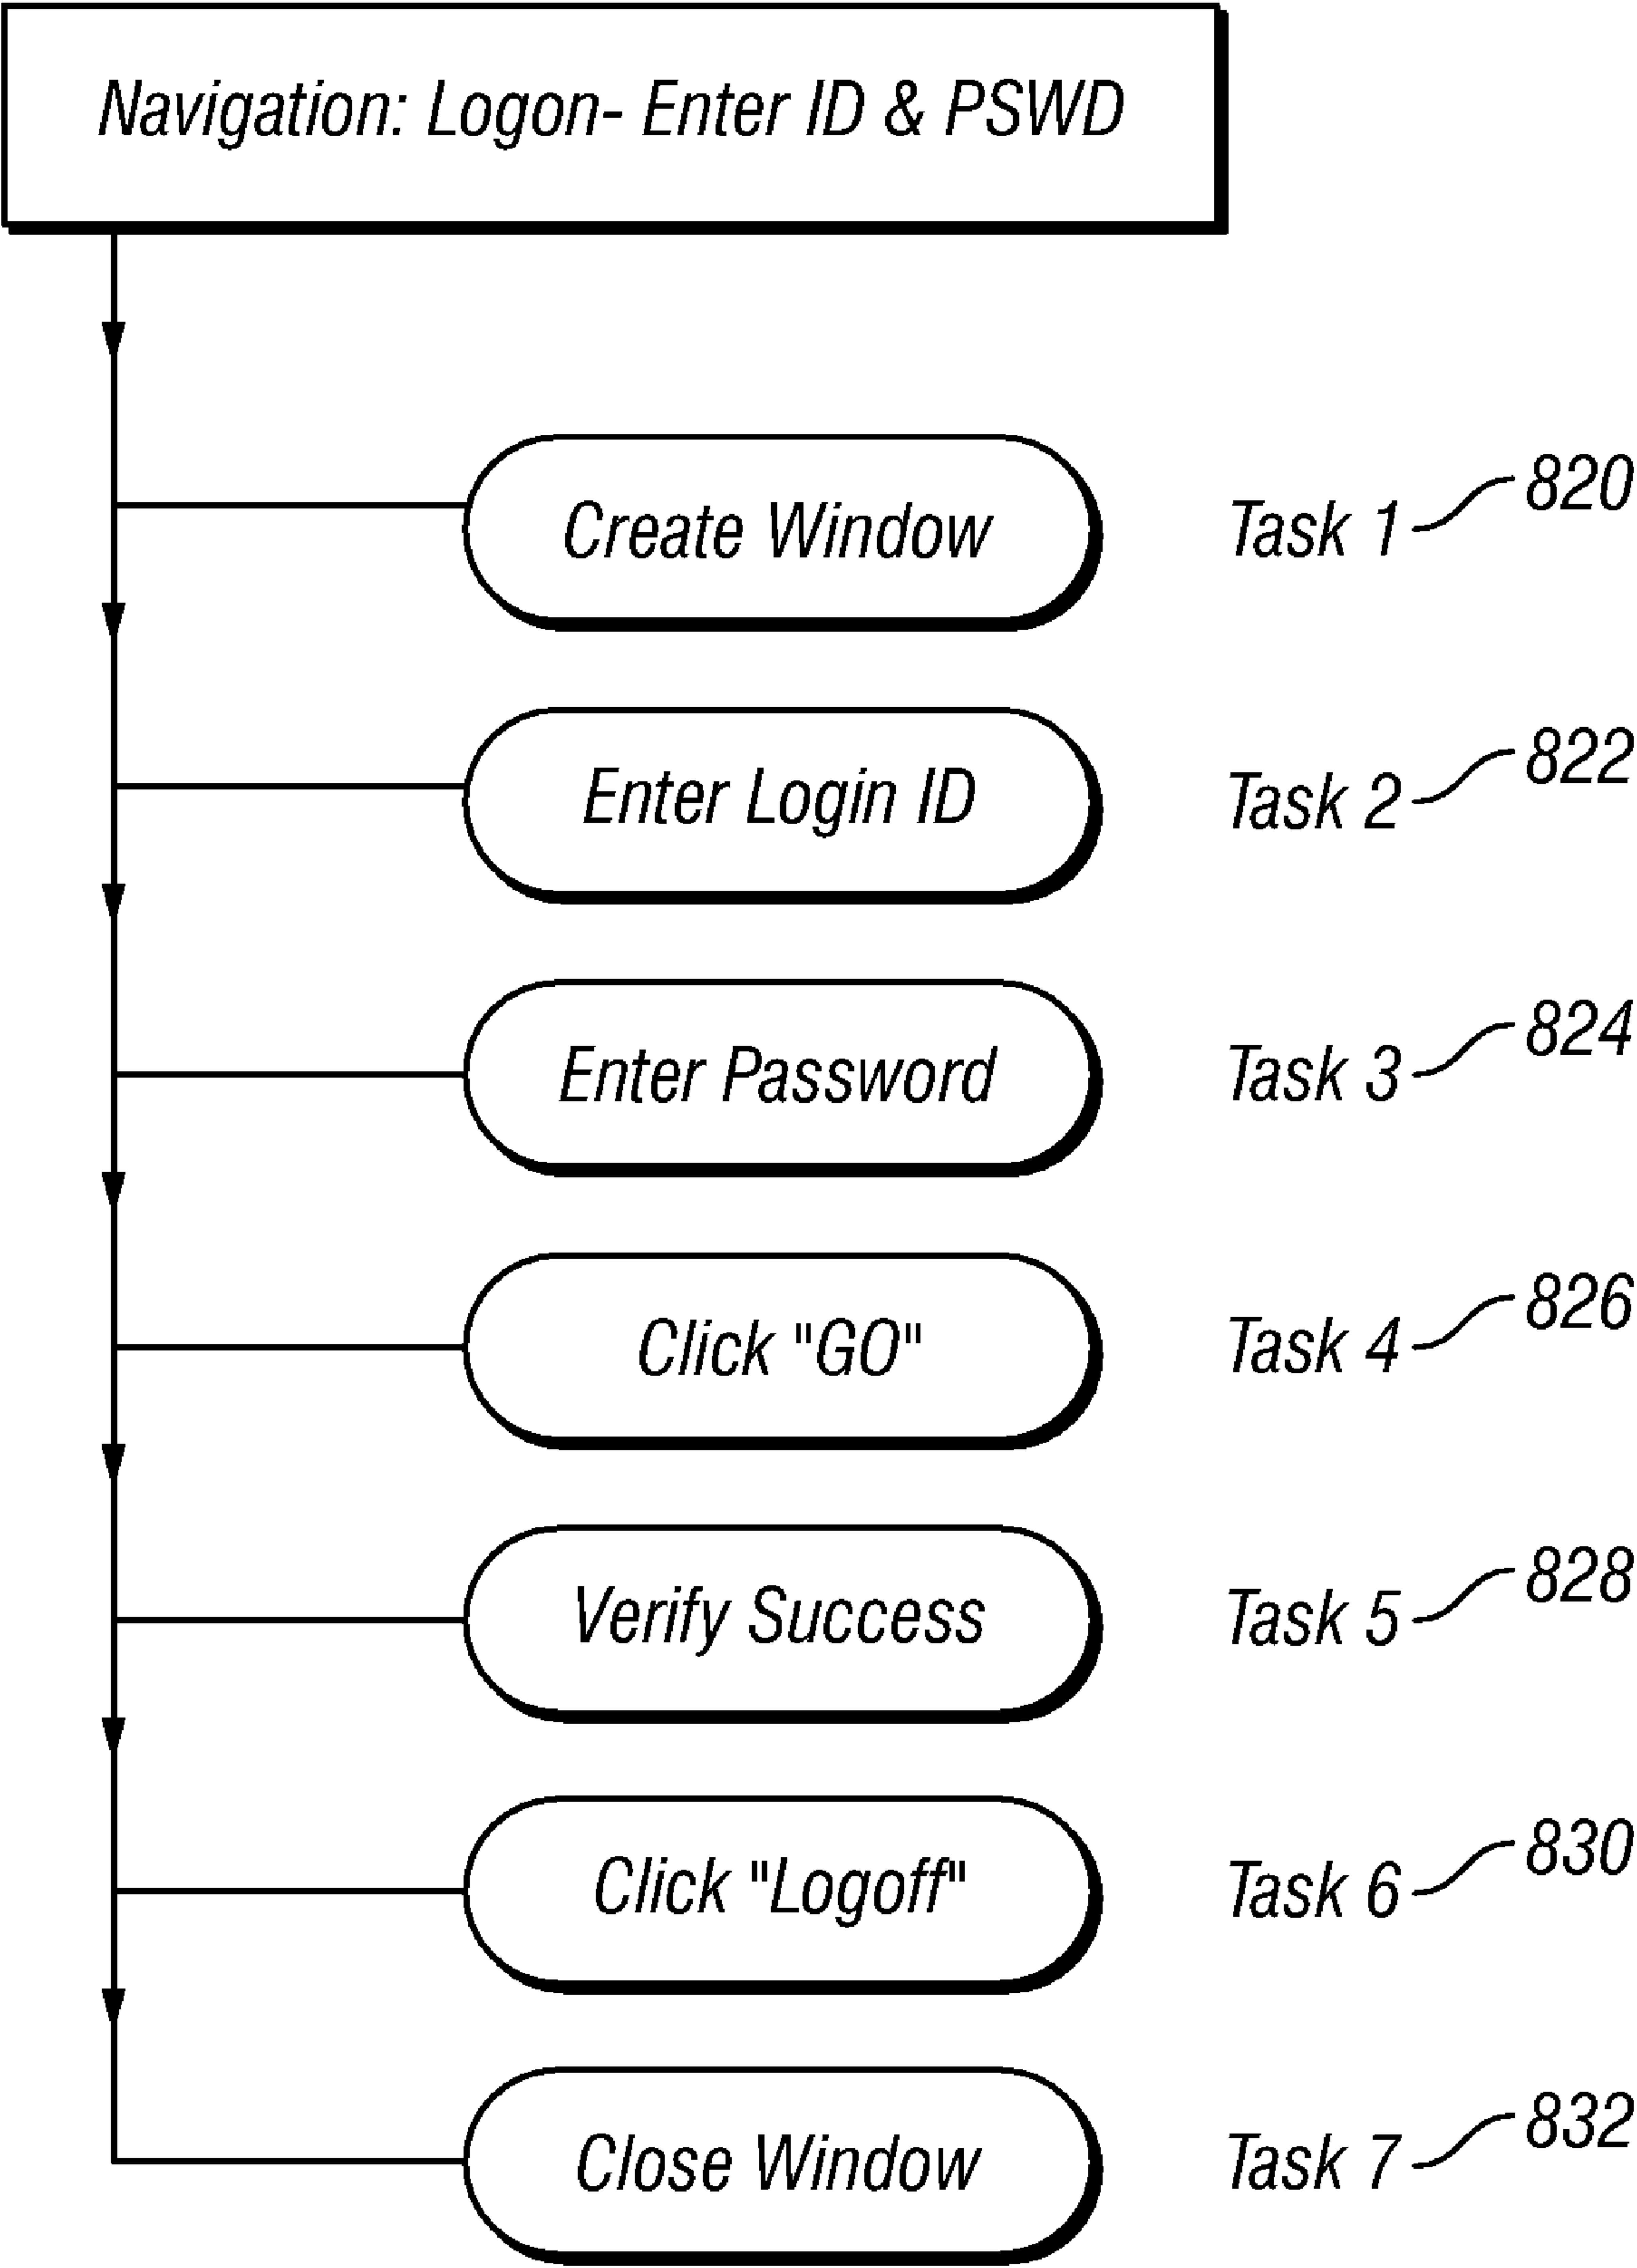 Navigation: Logon- Enter ID & PSWD
Create Window Task 1 820
Enter Login ID Task 2 822
Enter Password Task 3 824
Click "GO" Task 4 826
Verify Success Task 5 828
Click "Logoff" Task 6 830
Close Window Task 7 832